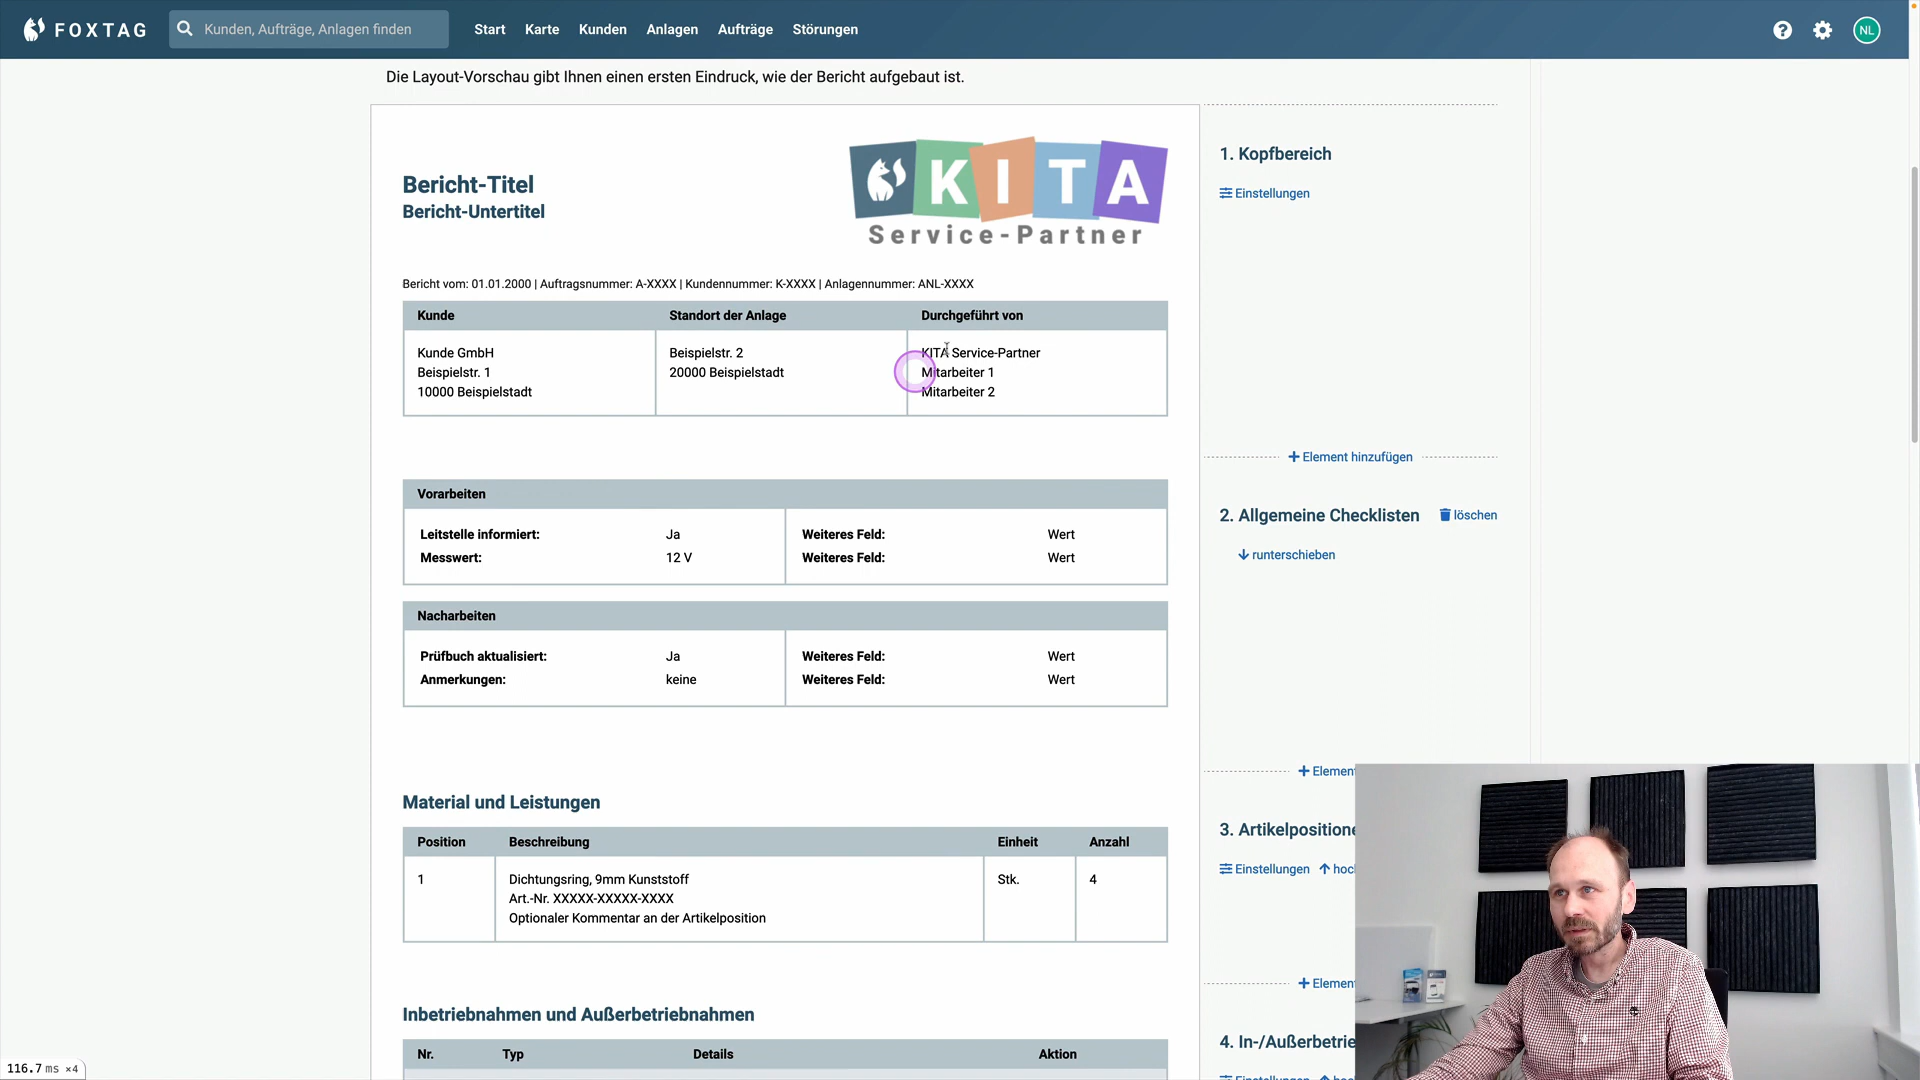 FOXTAG
Kunden, Aufträge, Anlagen finden
Start Karte Kunden Anlagen Aufträge Störungen
NL
Die Layout-Vorschau gibt Ihnen einen ersten Eindruck, wie der Bericht aufgebaut ist.
Bericht-Titel
Bericht-Untertitel
KITA
Service-Partner
1. Kopfbereich
Einstellungen
Bericht vom: 01.01.2000 | Auftragsnummer: A-XXXX | Kundennummer: K-XXXX | Anlagennummer: ANL-XXXX
Kunde Standort der Anlage Durchgeführt von
Kunde GmbH Beispielstr. 2 KITA Service-Partner
Beispielstr. 1 20000 Beispielstadt Mitarbeiter 1
10000 Beispielstadt Mitarbeiter 2
+ Element hinzufügen
Vorarbeiten
2. Allgemeine Checklisten löschen
runterschieben
Leitstelle informiert: Ja Weiteres Feld: Wert
Messwert: 12 V Weiteres Feld: Wert
Nacharbeiten
Prüfbuch aktualisiert: Ja Weiteres Feld: Wert
Anmerkungen: keine Weiteres Feld: Wert
+ Element
Material und Leistungen
3. Artikelpositione
Einstellungen hoc
Position Beschreibung Einheit Anzahl
1 Dichtungsring, 9mm Kunststoff Stk. 4
Art.-Nr. XXXXX-XXXXX-XXXX
Optionaler Kommentar an der Artikelposition
+ Element
Inbetriebnahmen und Außerbetriebnahmen
4. In-/Außerbetrie
Nr. Typ Details Aktion
116.7 ms ×4